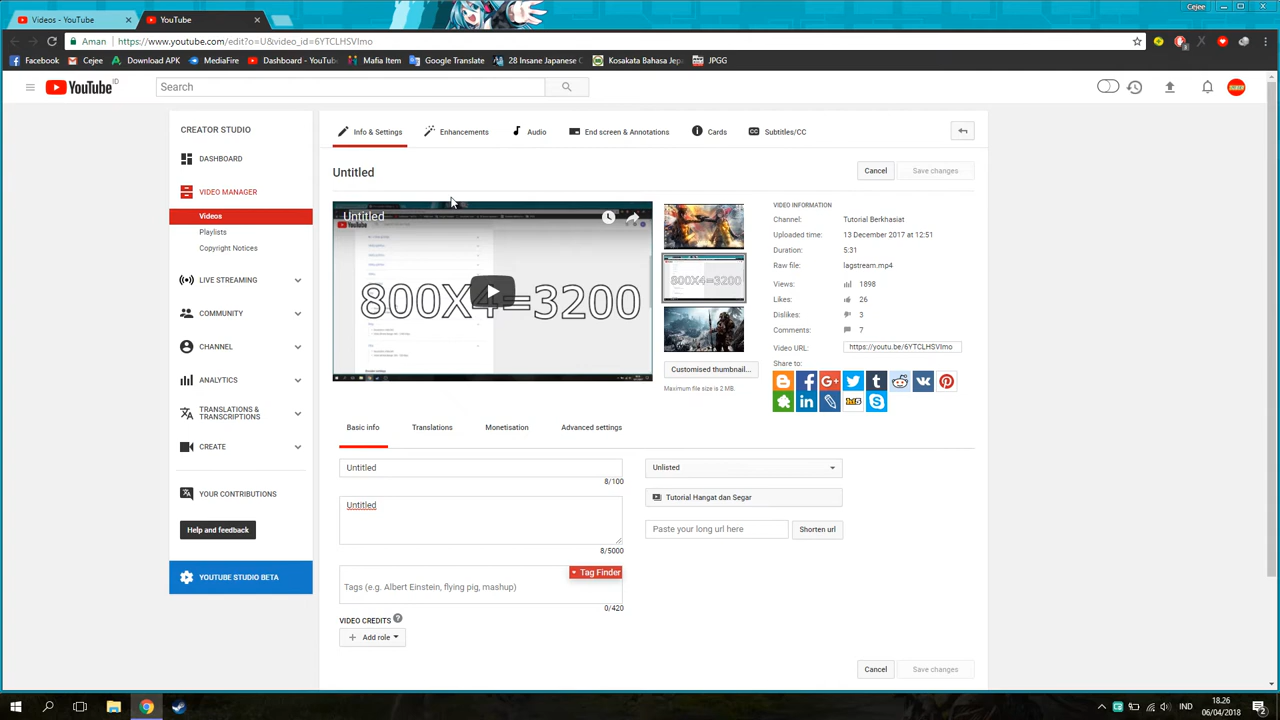 Videos - YouTube
YouTube
Cejee
Aman
https://www.youtube.com/edit?o=U&video_id=6YTCLHSVImo
Facebook
Cejee
Download APK
MediaFire
Dashboard - YouTube
Mafia Item
Google Translate
28 Insane Japanese C
Kosakata Bahasa Jep
JPGG
YouTube ID
Search
CREATOR STUDIO
DASHBOARD
VIDEO MANAGER
Videos
Playlists
Copyright Notices
LIVE STREAMING
COMMUNITY
CHANNEL
ANALYTICS
TRANSLATIONS &
TRANSCRIPTIONS
CREATE
YOUR CONTRIBUTIONS
Help and feedback
YOUTUBE STUDIO BETA
Info & Settings
Enhancements
Audio
End screen & Annotations
Cards
CC Subtitles/CC
Untitled
Cancel
Save changes
Untitled
800X4=3200
800X4=3200
Customised thumbnail...
Maximum file size is 2 MB.
VIDEO INFORMATION
Channel: Tutorial Berkhasiat
Uploaded time: 13 December 2017 at 12:51
Duration: 5:31
Raw file: lagstream.mp4
Views: 1898
Likes: 26
Dislikes: 3
Comments: 7
Video URL: https://youtu.be/6YTCLHSVImo
Share to:
Basic info
Translations
Monetisation
Advanced settings
Untitled
8/100
Untitled
8/5000
Tag Finder
Tags (e.g. Albert Einstein, flying pig, mashup)
0/420
VIDEO CREDITS ?
+ Add role
Unlisted
Tutorial Hangat dan Segar
Paste your long url here
Shorten url
Cancel
Save changes
IND
18.26
06/04/2018